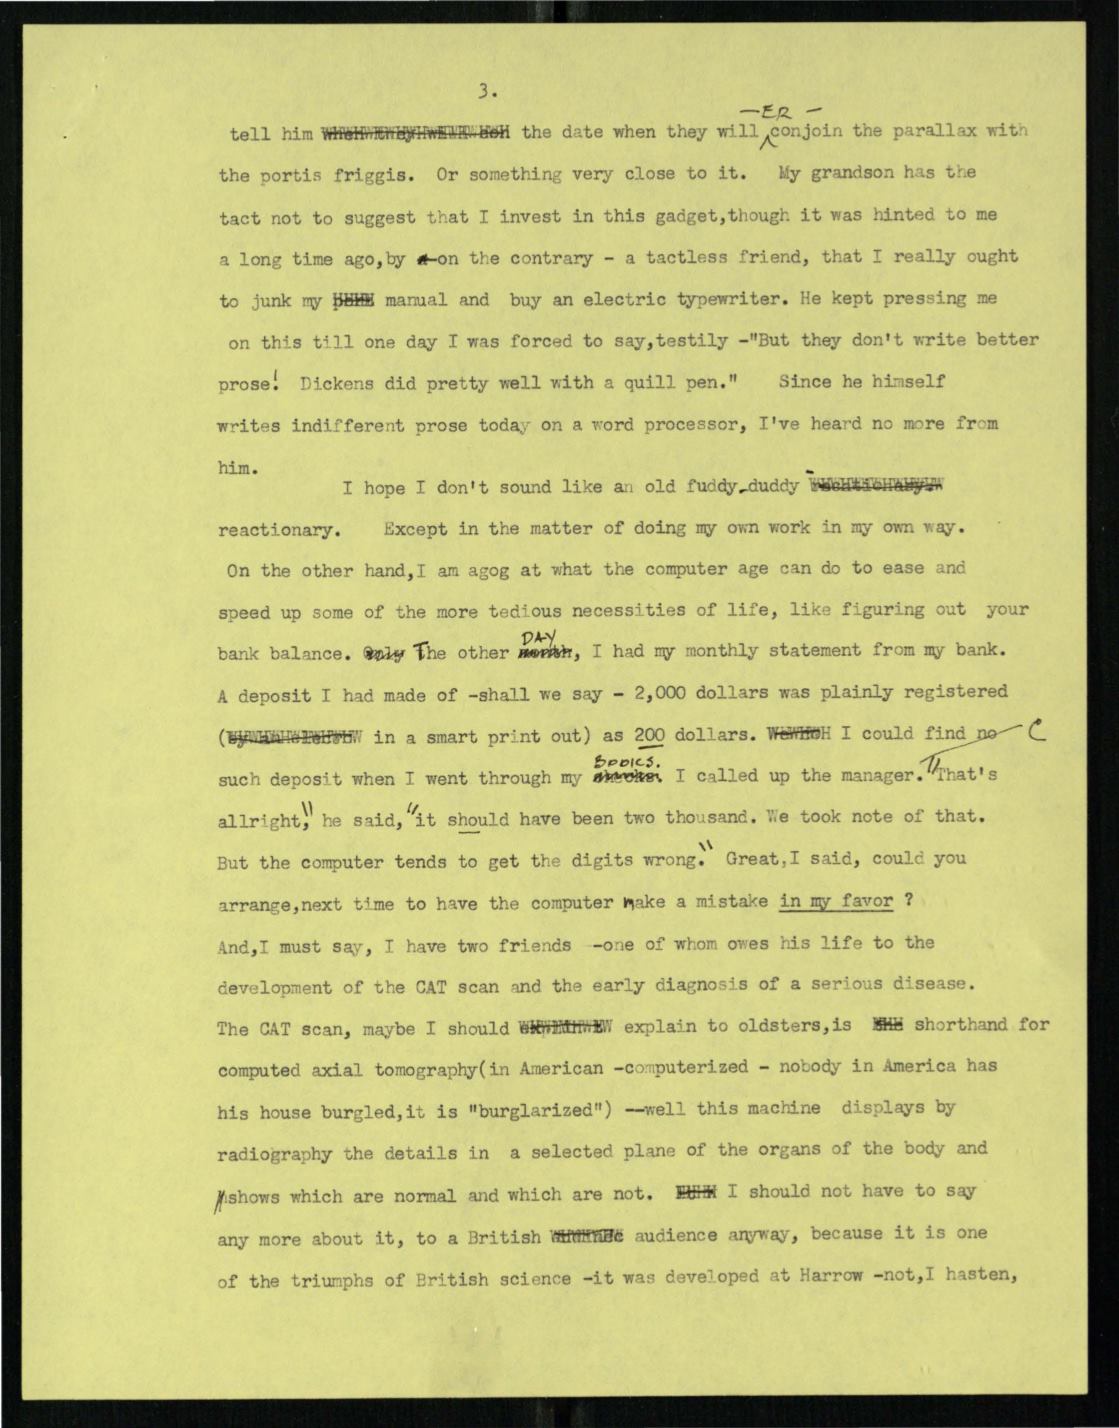 3.
— ER —
tell him the date when they will conjoin the parallax with
the portis friggis. Or something very close to it. My grandson has the
tact not to suggest that I invest in this gadget,though it was hinted to me
a long time ago,by on the contrary - a tactless friend, that I really ought
to junk my manual and buy an electric typewriter. He kept pressing me
on this till one day I was forced to say,testily -"But they don't write better
prose! Dickens did pretty well with a quill pen." Since he himself
writes indifferent prose today on a word processor, I've heard no more from
him.
I hope I don't sound like an old fuddy-duddy
reactionary. Except in the matter of doing my own work in my own way.
On the other hand,I am agog at what the computer age can do to ease and
speed up some of the more tedious necessities of life, like figuring out your
DAY
bank balance. Only The other month, I had my monthly statement from my bank.
A deposit I had made of -shall we say - 2,000 dollars was plainly registered
( in a smart print out) as 200 dollars. I could find no C
BOOKS.
such deposit when I went through my I called up the manager. "That's
allright," he said, "it should have been two thousand. We took note of that.
But the computer tends to get the digits wrong." Great,I said, could you
arrange,next time to have the computer make a mistake in my favor ?
And,I must say, I have two friends -one of whom owes his life to the
development of the CAT scan and the early diagnosis of a serious disease.
The CAT scan, maybe I should explain to oldsters,is shorthand for
computed axial tomography(in American -computerized - nobody in America has
his house burgled,it is "burglarized") --well this machine displays by
radiography the details in a selected plane of the organs of the body and
shows which are normal and which are not. I should not have to say
any more about it, to a British audience anyway, because it is one
of the triumphs of British science -it was developed at Harrow -not,I hasten,